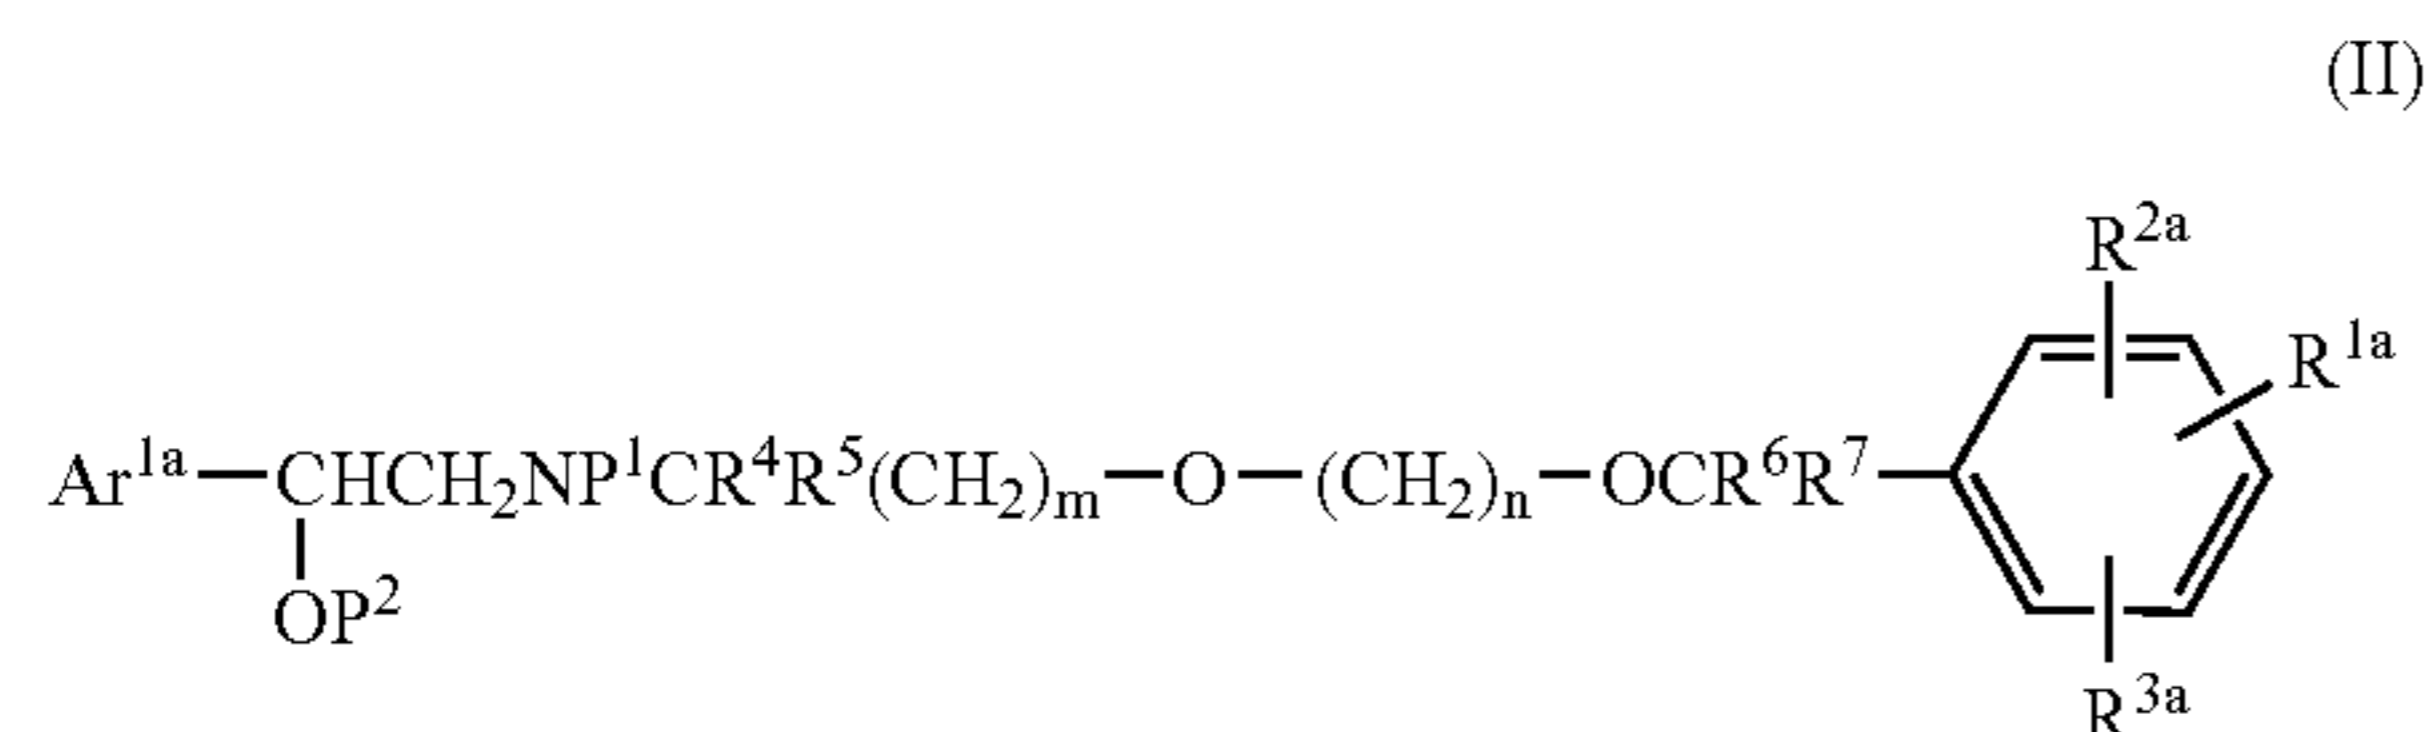 (II)
R²ᵃ
R¹ᵃ
Ar¹ᵃ—CHCH₂NP¹CR⁴R⁵(CH₂)ₘ—O—(CH₂)ₙ—OCR⁶R⁷
OP²
R³ᵃ